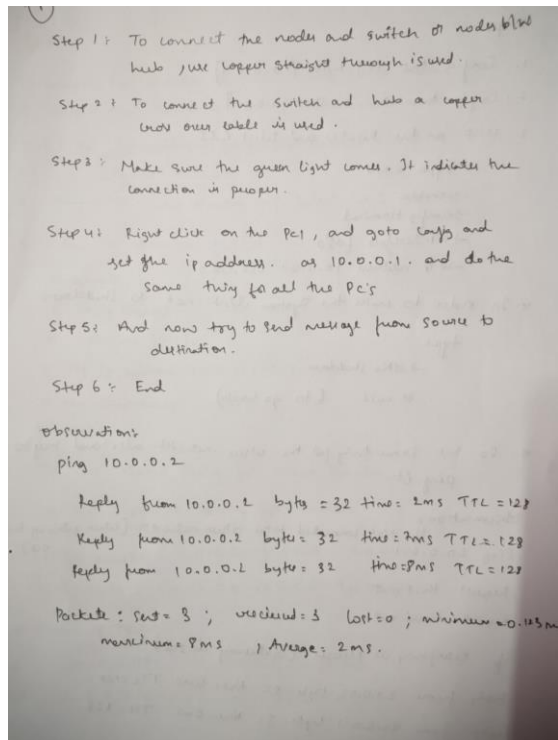 Step 1: To connect the nodes and switch or nodes b/w
hub, use copper straight through is used.
Step 2: To connect the switch and hub a copper
cross over cable is used.
Step 3: Make sure the green light comes. It indicates the
connection is proper.
Step 4: Right click on the PC1, and goto config and
set the ip address. as 10.0.0.1. and do the
same thing for all the PC's
Step 5: And now try to send message from source to
destination.
Step 6: End
observation:
ping 10.0.0.2
Reply from 10.0.0.2 bytes = 32 time = 2ms TTL = 128
Reply from 10.0.0.2 bytes = 32 time = 2ms TTL = 128
Reply from 10.0.0.2 bytes = 32 time = 8ms TTL = 128
Packets: sent = 3; received = 3 lost = 0; minimum = 0.123 m
maximum = 8ms, Average = 2ms.